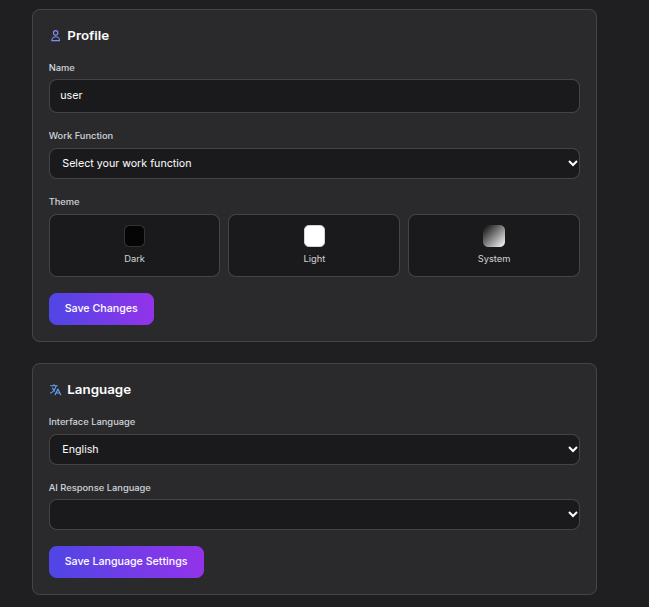 Profile
Name
user
Work Function
Select your work function
Theme
Dark
Light
System
Save Changes
Language
Interface Language
English
AI Response Language
Save Language Settings